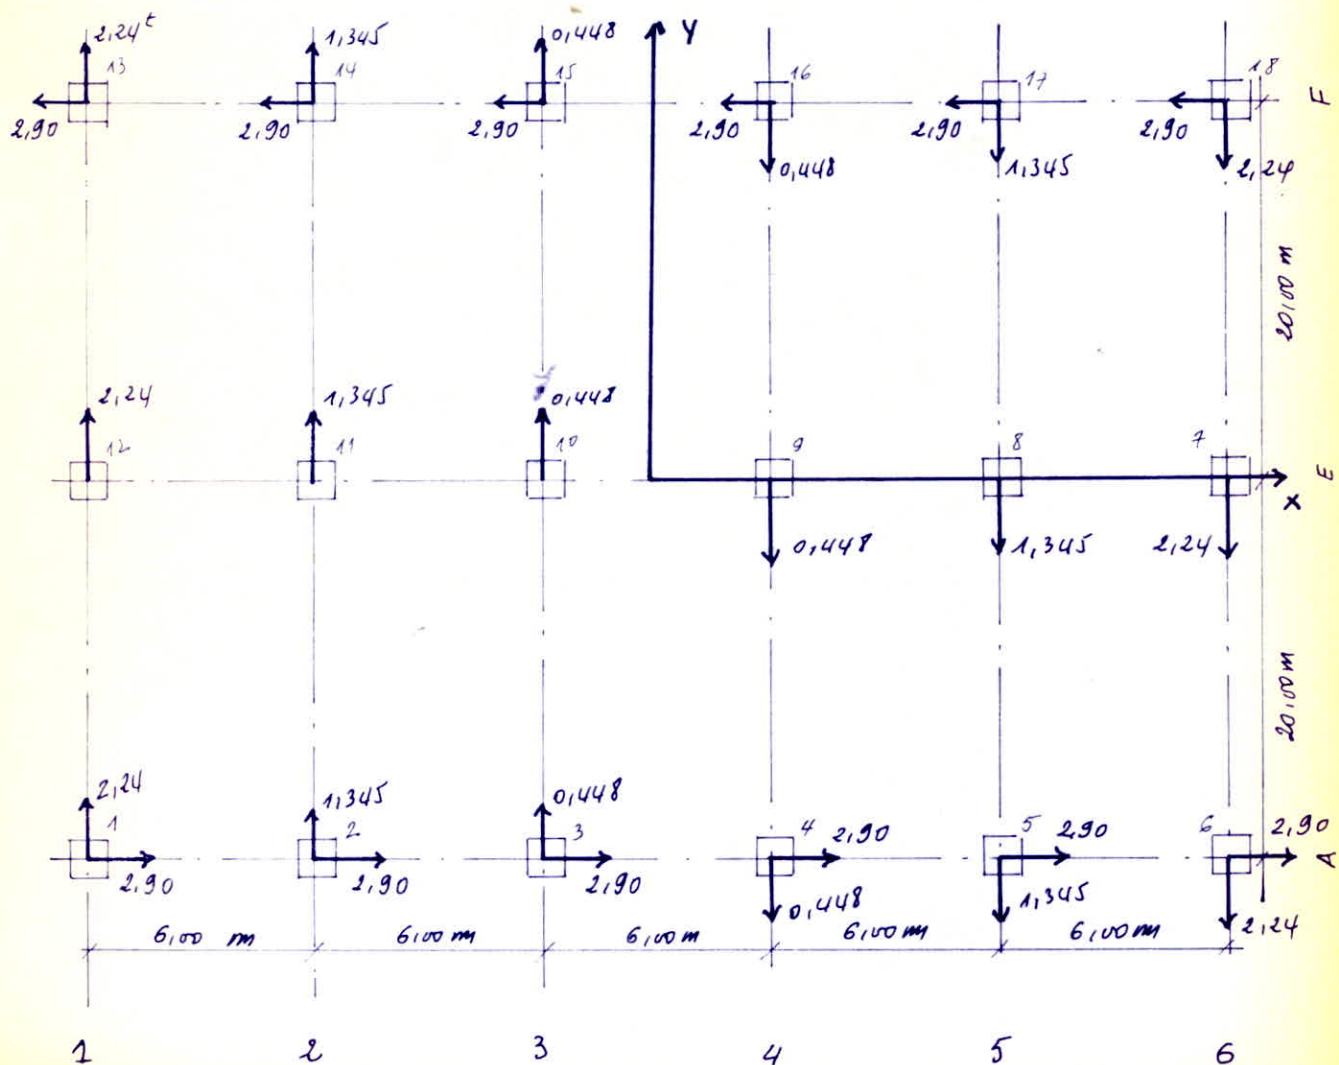 2,24t 1,345 0,448 Y
13 14 15 16 17 18
F
2,90 2,90 2,90 2,90 2,90 2,90
0,448 1,345 2,24
20,00 m
2,24 1,345 0,448
12 11 10 9 8 7
E
X
0,448 1,345 2,24
20,00 m
2,24 1,345 0,448
1 2 3 4 2,90 5 2,90 6 2,90
A
2,90 2,90 2,90
0,448 1,345 2,24
6,00 m 6,00 m 6,00 m 6,00 m 6,00 m
1 2 3 4 5 6